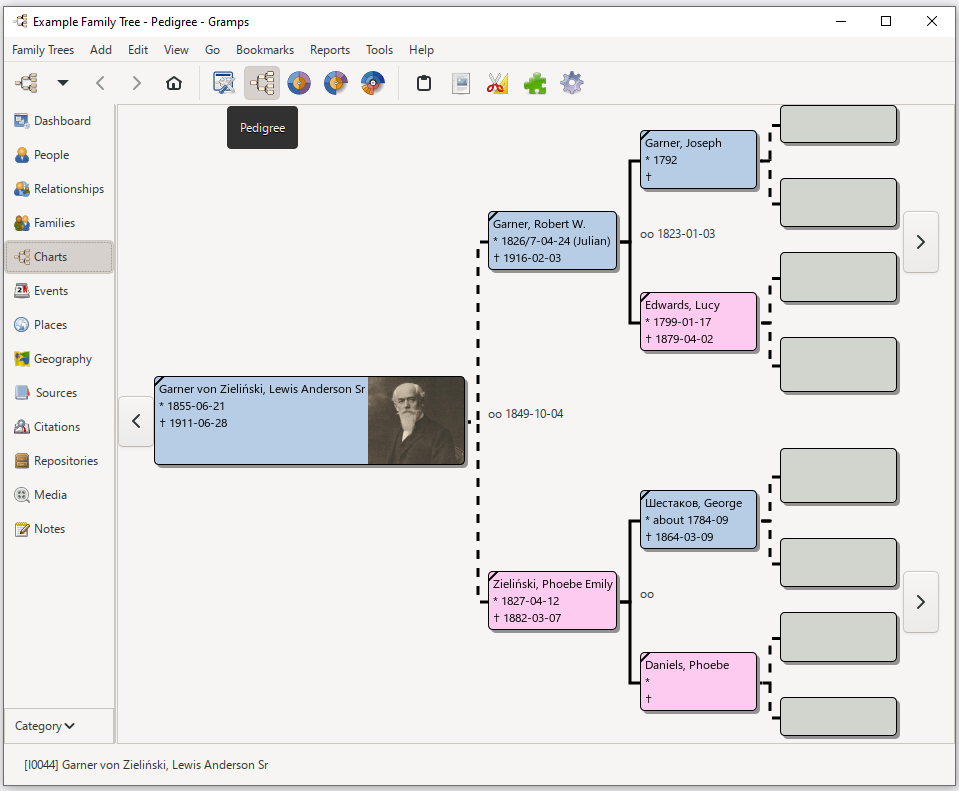 Example Family Tree - Pedigree - Gramps
Family Trees Add Edit View Go Bookmarks Reports Tools Help
Pedigree
Dashboard
People
Relationships
Families
Charts
Events
Places
Geography
Sources
Citations
Repositories
Media
Notes
Category
Garner von Zieliński, Lewis Anderson Sr
* 1855-06-21
† 1911-06-28
oo 1849-10-04
Garner, Robert W.
* 1826/7-04-24 (Julian)
† 1916-02-03
Zieliński, Phoebe Emily
* 1827-04-12
† 1882-03-07
Garner, Joseph
* 1792
†
oo 1823-01-03
Edwards, Lucy
* 1799-01-17
† 1879-04-02
Шестаков, George
* about 1784-09
† 1864-03-09
oo
Daniels, Phoebe
*
†
[I0044] Garner von Zieliński, Lewis Anderson Sr